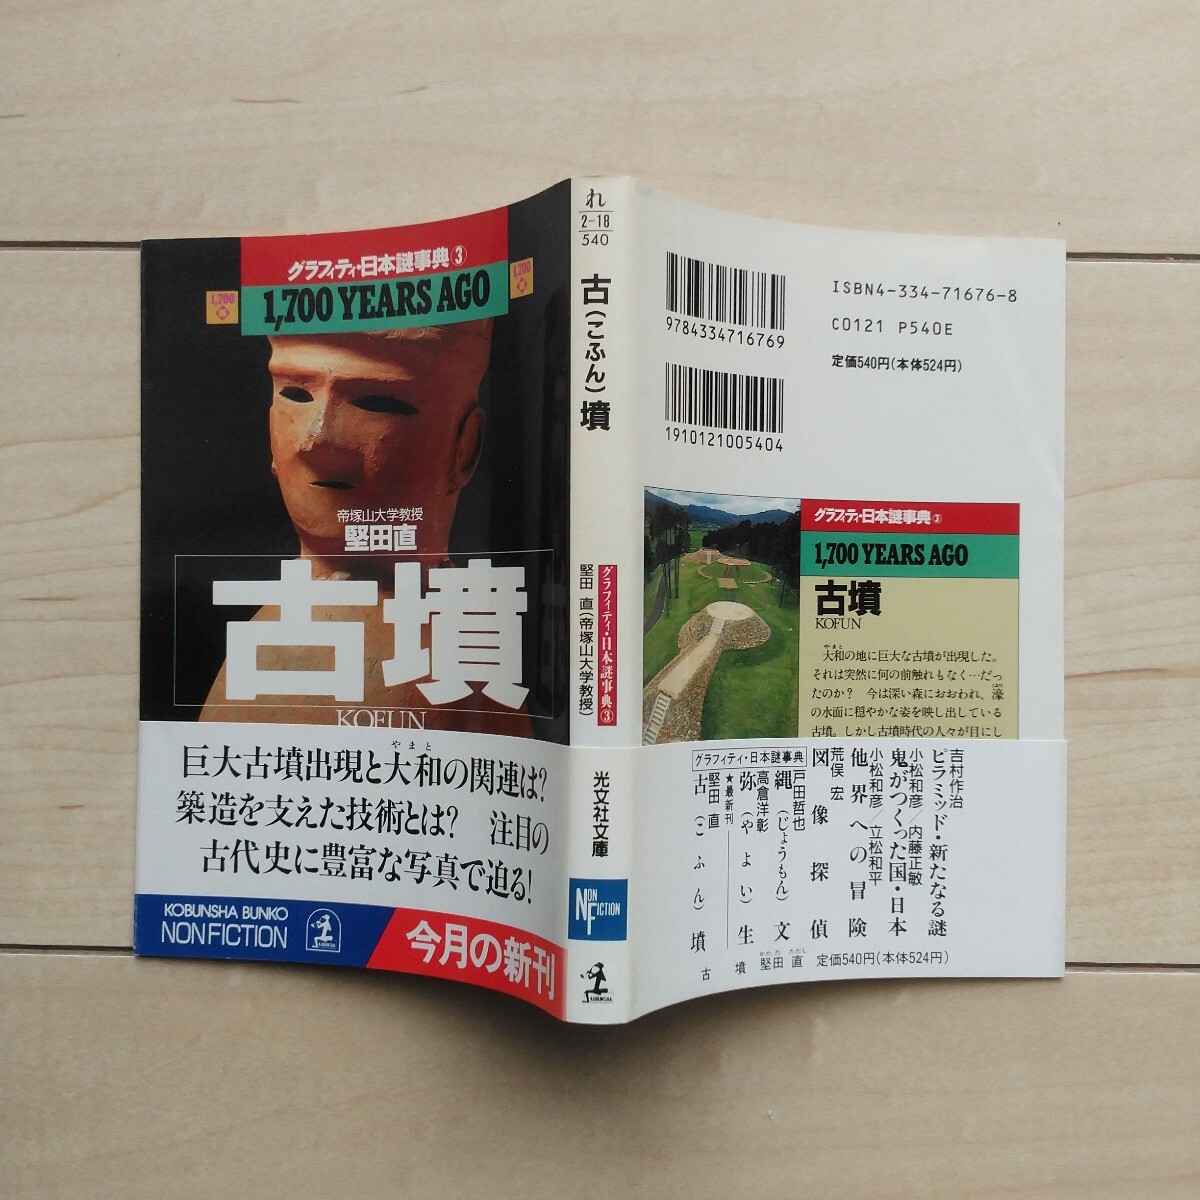 グラフィティ・日本謎事典③
1,700
1,700 YEARS AGO
1,700
帝塚山大学教授
堅田直
古墳
KOFUN
巨大古墳出現と大和の関連は?
やまと
築造を支えた技術とは? 注目の
古代史に豊富な写真で迫る!
KOBUNSHA BUNKO
NON FICTION
KOBUNSHA
今月の新刊
れ
2-18
540
古(こふん)墳
グラフィティ・日本謎事典③
堅田 直(帝塚山大学教授)
光文社文庫
NON FICTION
KOBUNSHA
9784334716769
1910121005404
ISBN4-334-71676-8
C0121 P540E
定価540円(本体524円)
グラフィティ・日本謎事典③
1,700 YEARS AGO
古墳
KOFUN
やまと
大和の地に巨大な古墳が出現した。
それは突然に何の前触れもなく…だっ
たのか? 今は深い森におおわれ、濠
の水面に穏やかな姿を映し出している
古墳。しかし古墳時代の人々が目にし
吉村作治
ピラミッド・新たなる謎
小松和彦/内藤正敏
鬼がつくった国・日本
小松和彦/立松和平
他界への冒険
荒俣 宏
図像探偵
グラフィティ・日本謎事典
戸田哲也
縄(じょうもん)文
高倉洋彰
弥(やよい)生
★最新刊
堅田 直
古(こふん)墳
古墳
かただ ただし
堅田 直
定価540円(本体524円)